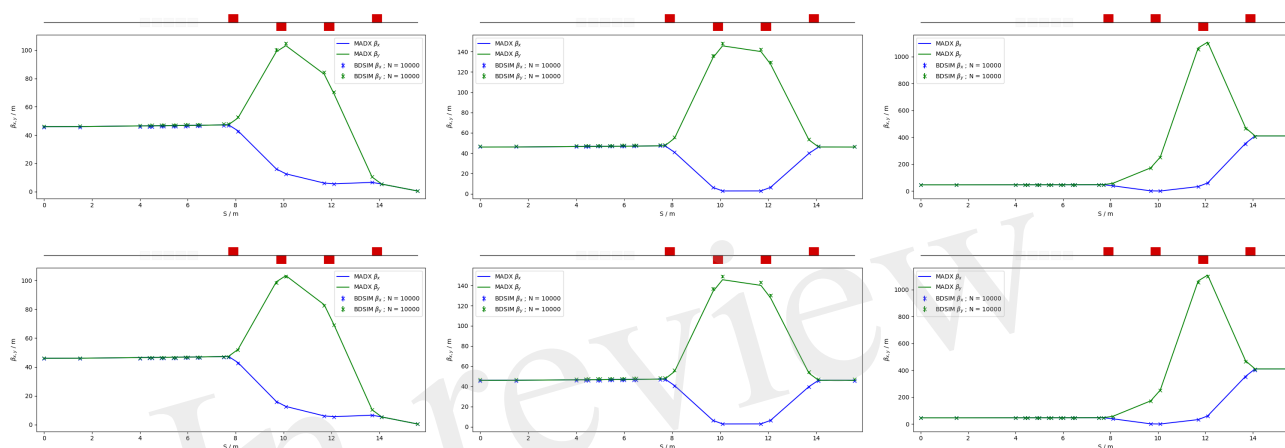 MADX βx
MADX βy
BDSIM βx ; N = 10000
BDSIM βy ; N = 10000
βx,y / m
100
80
60
40
20
0
0 2 4 6 8 10 12 14
S / m
MADX βx
MADX βy
BDSIM βx ; N = 10000
BDSIM βy ; N = 10000
βx,y / m
140
120
100
80
60
40
20
0
0 2 4 6 8 10 12 14
S / m
MADX βx
MADX βy
BDSIM βx ; N = 10000
BDSIM βy ; N = 10000
βx,y / m
1000
800
600
400
200
0
0 2 4 6 8 10 12 14
S / m
MADX βx
MADX βy
BDSIM βx ; N = 10000
BDSIM βy ; N = 10000
βx,y / m
100
80
60
40
20
0
0 2 4 6 8 10 12 14
S / m
MADX βx
MADX βy
BDSIM βx ; N = 10000
BDSIM βy ; N = 10000
βx,y / m
140
120
100
80
60
40
20
0
0 2 4 6 8 10 12 14
S / m
MADX βx
MADX βy
BDSIM βx ; N = 10000
BDSIM βy ; N = 10000
βx,y / m
1000
800
600
400
200
0
0 2 4 6 8 10 12 14
S / m
In review